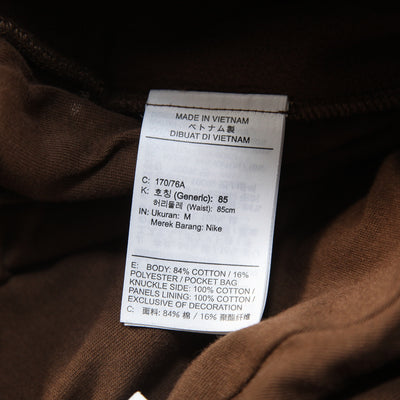 MADE IN VIETNAM
ベトナム製
DIBUAT DI VIETNAM
C: 170/76A
K: 호칭 (Generic): 85
허리둘레 (Waist): 85cm
IN: Ukuran: M
Merek Barang: Nike
E: BODY: 84% COTTON / 16%
POLYESTER / POCKET BAG
KNUCKLE SIDE: 100% COTTON /
PANELS LINING: 100% COTTON /
EXCLUSIVE OF DECORATION
C: 面料: 84% 棉 / 16% 聚酯纤维